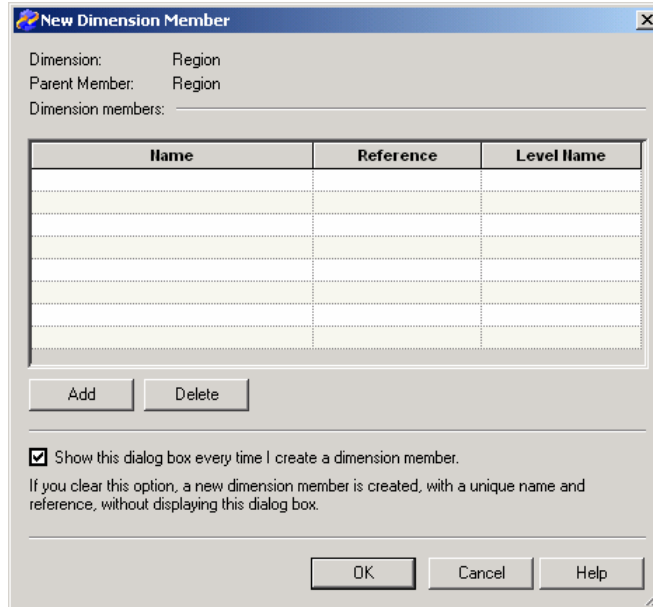 New Dimension Member
Dimension: Region
Parent Member: Region
Dimension members:
Name Reference Level Name
Add Delete
Show this dialog box every time I create a dimension member.
If you clear this option, a new dimension member is created, with a unique name and
reference, without displaying this dialog box.
OK Cancel Help